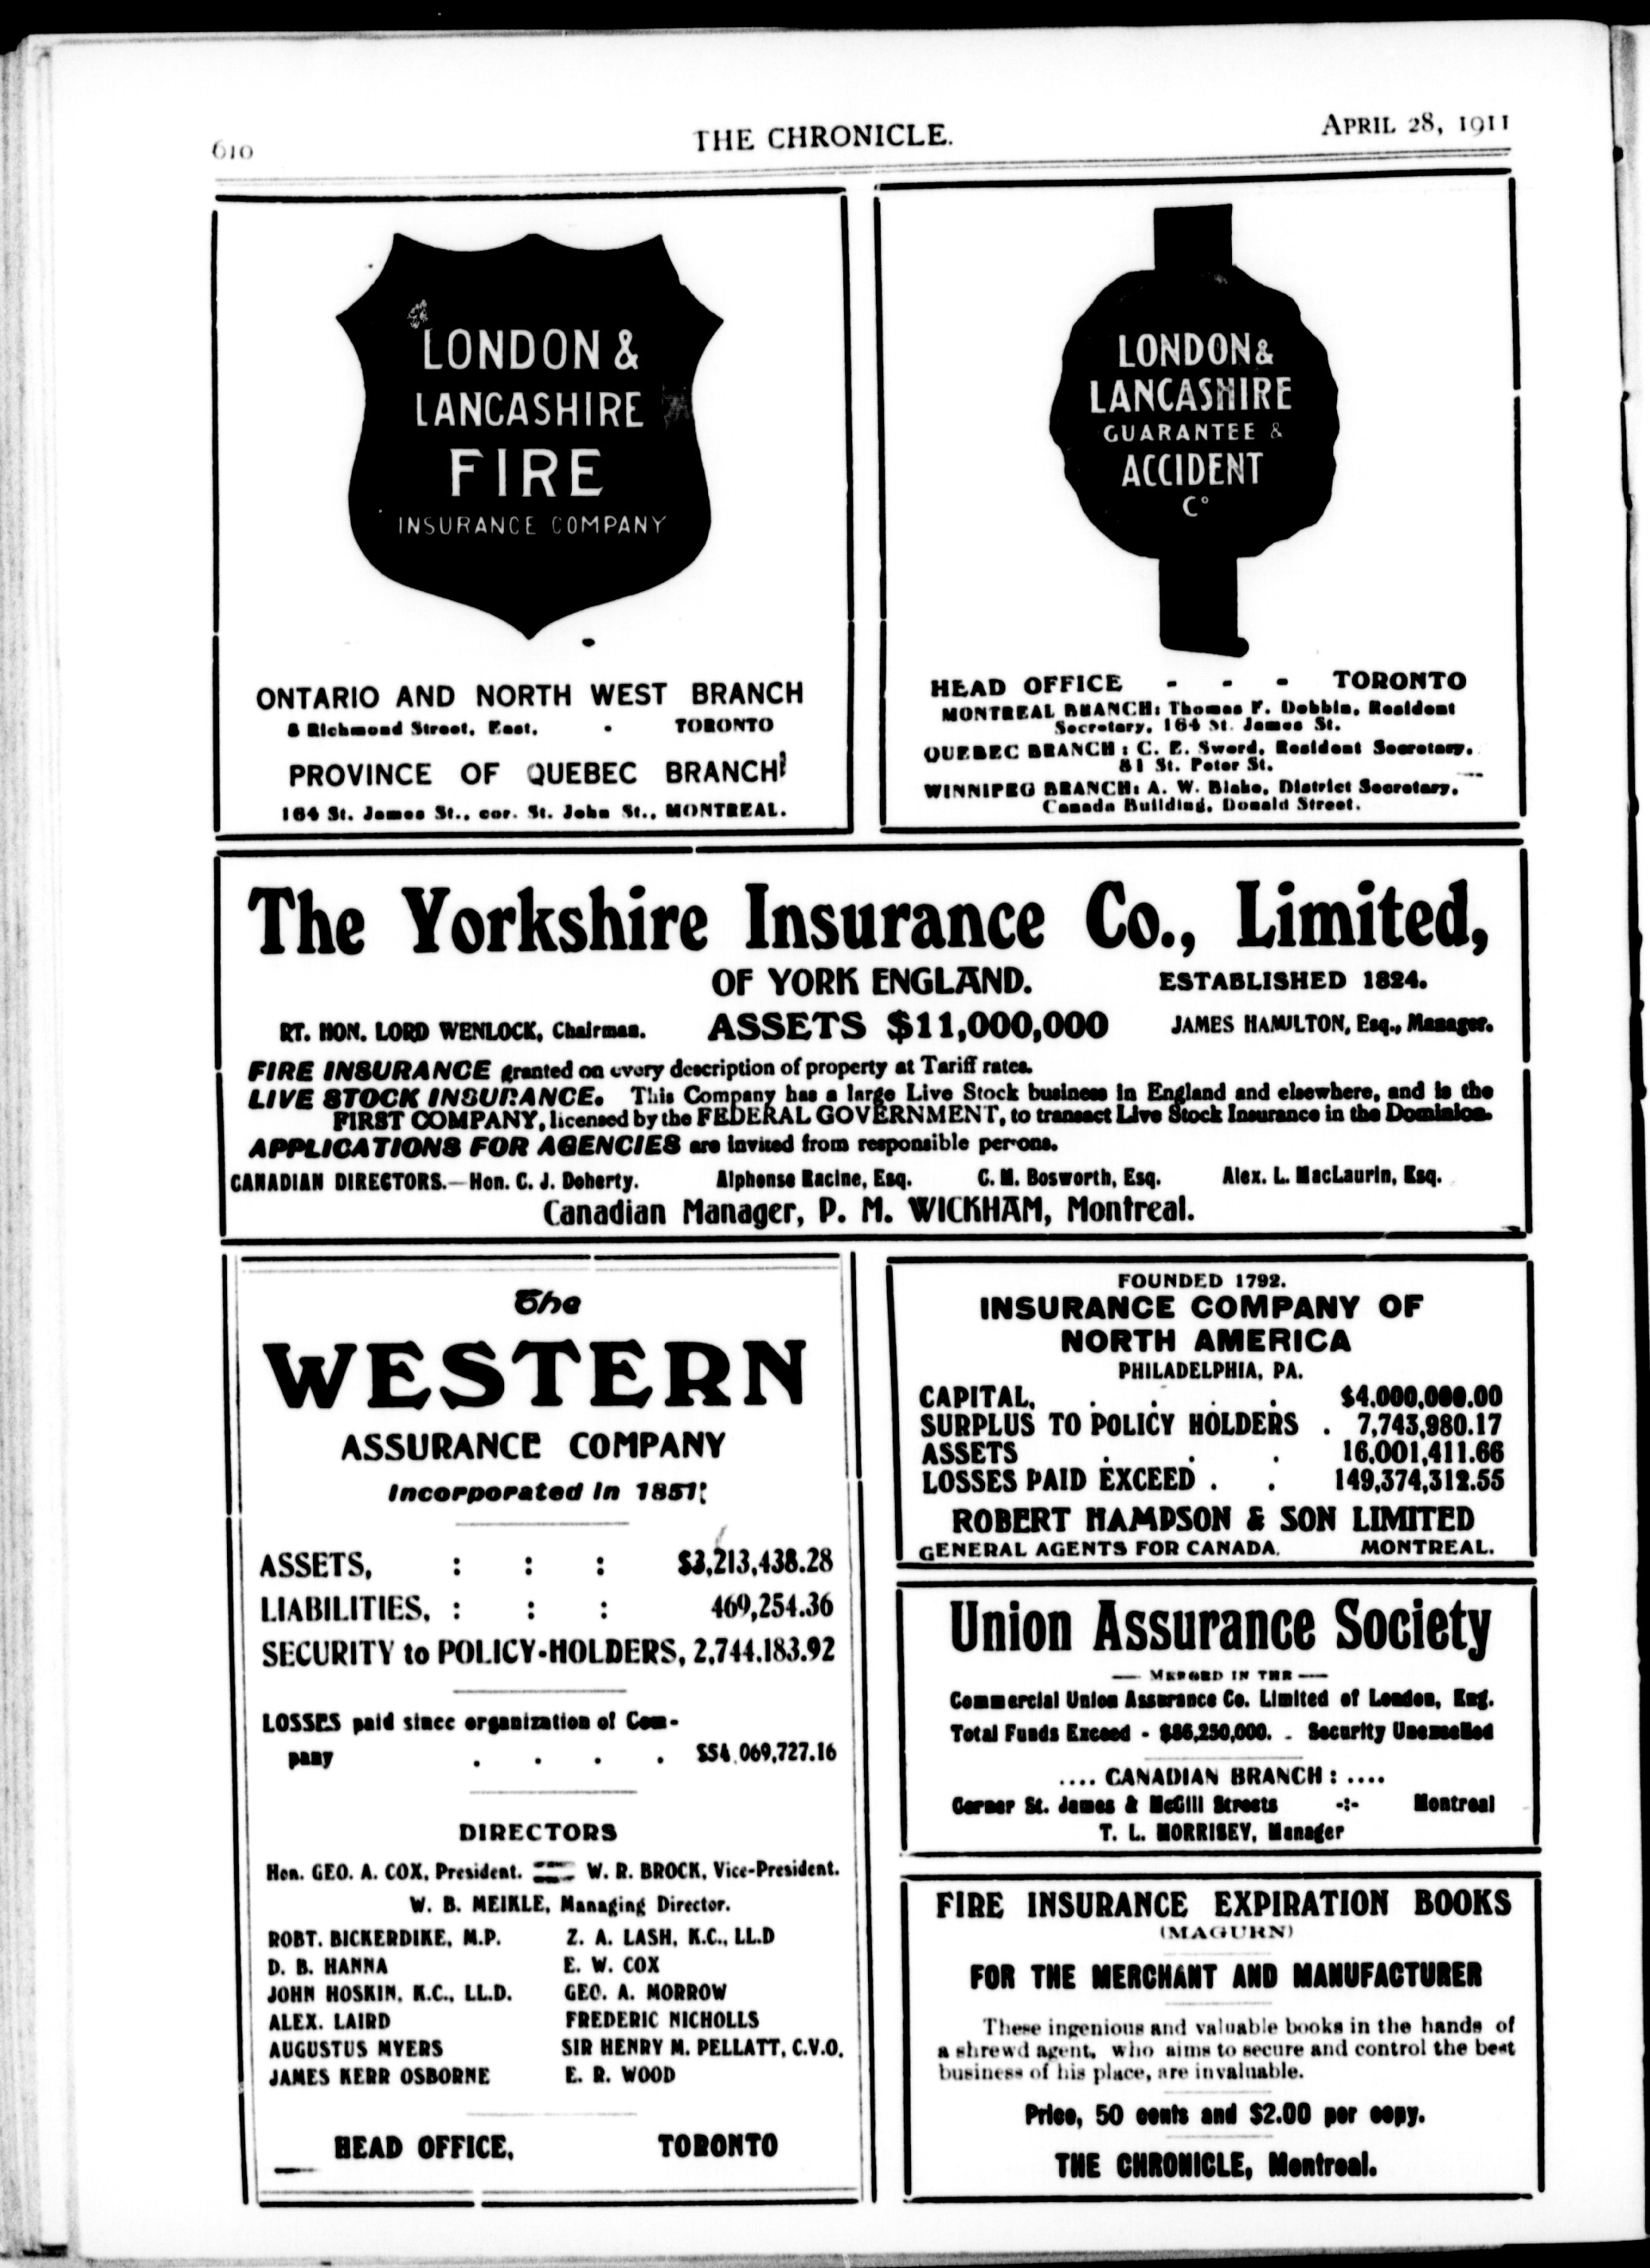 610
THE CHRONICLE.
APRIL 28, 1911
LONDON &
LANCASHIRE
FIRE
INSURANCE COMPANY
ONTARIO AND NORTH WEST BRANCH
8 Richmond Street, East, - TORONTO
PROVINCE OF QUEBEC BRANCH
164 St. James St., cor. St. John St., MONTREAL.
LONDON &
LANCASHIRE
GUARANTEE &
ACCIDENT
Co
HEAD OFFICE - - - TORONTO
MONTREAL BRANCH: Thomas F. Dobbin, Resident
Secretary, 164 St. James St.
QUEBEC BRANCH: C. E. Sword, Resident Secretary,
81 St. Peter St.
WINNIPEG BRANCH: A. W. Blake, District Secretary,
Canada Building, Donald Street.
The Yorkshire Insurance Co., Limited,
OF YORK ENGLAND. ESTABLISHED 1824.
RT. HON. LORD WENLOCK, Chairman. ASSETS $11,000,000 JAMES HAMILTON, Esq., Manager.
FIRE INSURANCE granted on every description of property at Tariff rates.
LIVE STOCK INSURANCE. This Company has a large Live Stock business in England and elsewhere, and is the
FIRST COMPANY, licensed by the FEDERAL GOVERNMENT, to transact Live Stock Insurance in the Dominion.
APPLICATIONS FOR AGENCIES are invited from responsible persons.
CANADIAN DIRECTORS.—Hon. C. J. Doherty. Alphonse Racine, Esq. C. M. Bosworth, Esq. Alex. L. MacLaurin, Esq.
Canadian Manager, P. M. WICKHAM, Montreal.
The
WESTERN
ASSURANCE COMPANY
Incorporated in 1851
ASSETS, : : : $3,213,438.28
LIABILITIES, : : : 469,254.36
SECURITY to POLICY-HOLDERS, 2,744.183.92
LOSSES paid since organization of Com-
pany . . . . $54,069,727.16
DIRECTORS
Hon. GEO. A. COX, President. W. R. BROCK, Vice-President.
W. B. MEIKLE, Managing Director.
ROBT. BICKERDIKE, M.P. Z. A. LASH, K.C., LL.D
D. B. HANNA E. W. COX
JOHN HOSKIN, K.C., LL.D. GEO. A. MORROW
ALEX. LAIRD FREDERIC NICHOLLS
AUGUSTUS MYERS SIR HENRY M. PELLATT, C.V.O.
JAMES KERR OSBORNE E. R. WOOD
HEAD OFFICE, TORONTO
FOUNDED 1792.
INSURANCE COMPANY OF
NORTH AMERICA
PHILADELPHIA, PA.
CAPITAL, . . . . $4,000,000.00
SURPLUS TO POLICY HOLDERS . 7,743,980.17
ASSETS . . . 16,001,411.66
LOSSES PAID EXCEED . . 149,374,312.55
ROBERT HAMPSON & SON LIMITED
GENERAL AGENTS FOR CANADA. MONTREAL.
Union Assurance Society
— MERGED IN THE —
Commercial Union Assurance Co. Limited of London, Eng.
Total Funds Exceed - $86,250,000. - Security Unexcelled
.... CANADIAN BRANCH : ....
Corner St. James & McGill Streets -:- Montreal
T. L. MORRISEY, Manager
FIRE INSURANCE EXPIRATION BOOKS
(MAGURN)
FOR THE MERCHANT AND MANUFACTURER
These ingenious and valuable books in the hands of
a shrewd agent, who aims to secure and control the best
business of his place, are invaluable.
Price, 50 cents and $2.00 per copy.
THE CHRONICLE, Montreal.